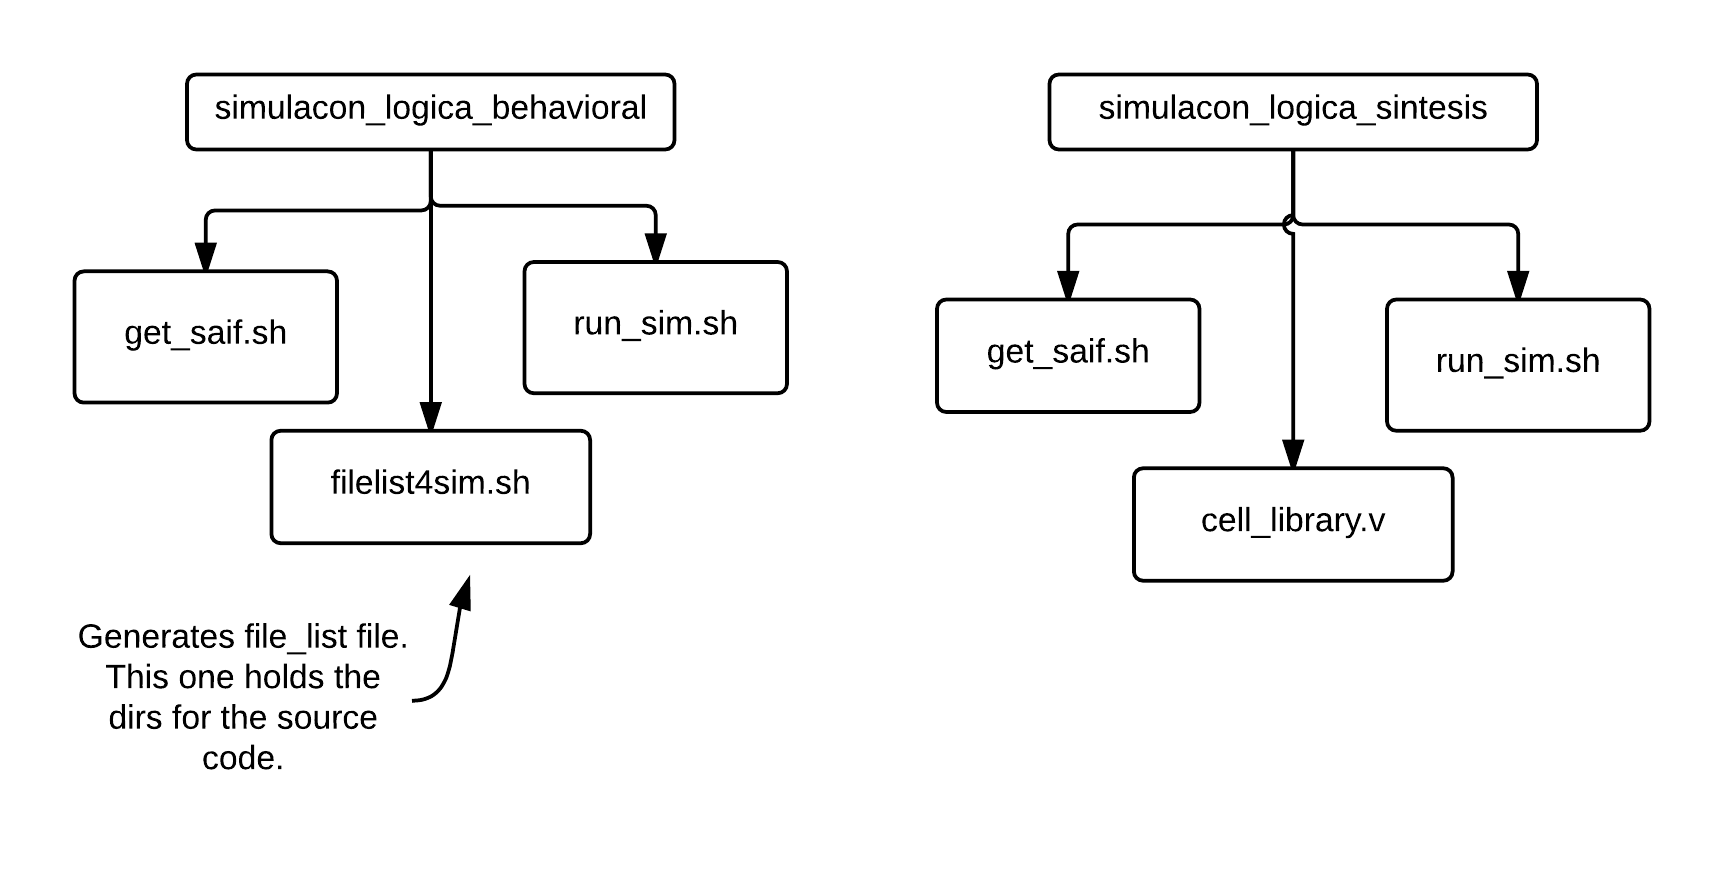 simulacon_logica_behavioral
get_saif.sh
run_sim.sh
filelist4sim.sh
Generates file_list file.
This one holds the
dirs for the source
code.
simulacon_logica_sintesis
get_saif.sh
run_sim.sh
cell_library.v